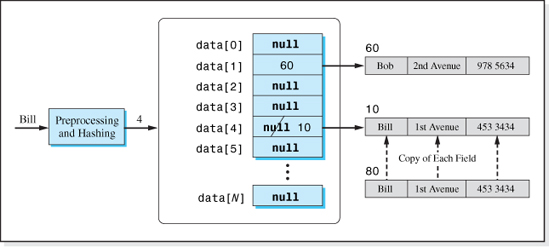 60
data[0] null
data[1] 60
Bob 2nd Avenue 978 5634
data[2] null
data[3] null
10
Bill Preprocessing and Hashing 4
data[4] null 10
Bill 1st Avenue 453 3434
data[5] null
Copy of Each Field
80
Bill 1st Avenue 453 3434
data[N] null